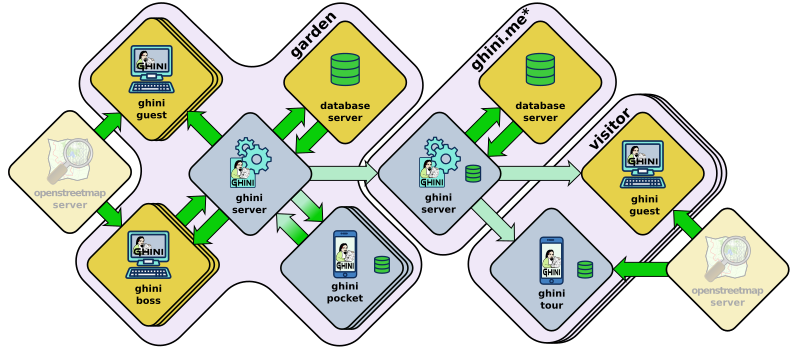 garden
ghini.me*
visitor
GHINI
ghini
guest
database
server
database
server
GHINI
ghini
server
GHINI
ghini
server
GHINI
ghini
guest
openstreetmap
server
GHINI
ghini
boss
GHINI
ghini
pocket
GHINI
ghini
tour
openstreetmap
server